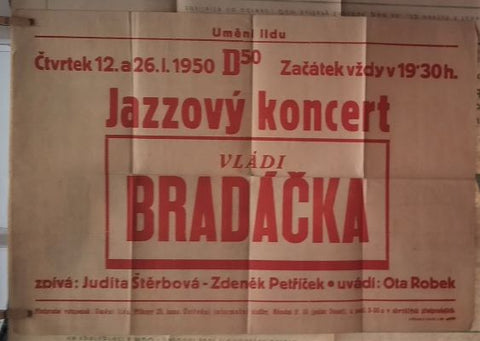 Umění lidu
Čtvrtek 12. a 26. I. 1950 D50 Začátek vždy v 19·30 h.
Jazzový koncert
VLÁDI
BRADÁČKA
zpívá: Judita Štěrbová - Zdeněk Petříček • uvádí: Ota Robek